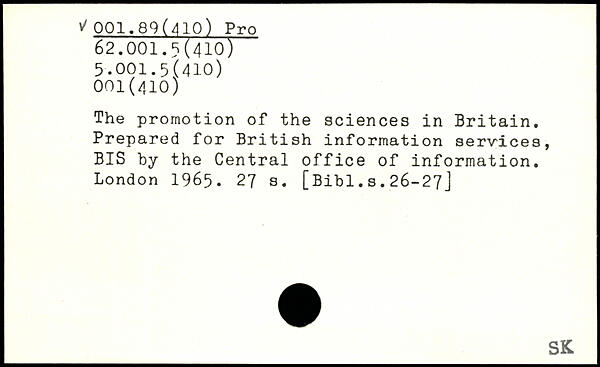 √ 001.89(410) Pro
62.001.5(410)
5.001.5(410)
001(410)
The promotion of the sciences in Britain.
Prepared for British information services,
BIS by the Central office of information.
London 1965. 27 s. [Bibl.s.26-27]
SK